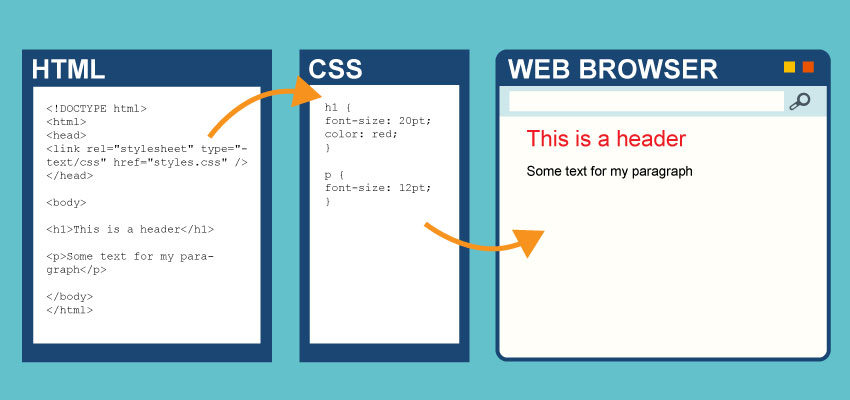 HTML
<!DOCTYPE html>
<html>
<head>
<link rel="stylesheet" type="-
text/css" href="styles.css" />
</head>
<body>
<h1>This is a header</h1>
<p>Some text for my para-
graph</p>
</body>
</html>
CSS
h1 {
font-size: 20pt;
color: red;
}
p {
font-size: 12pt;
}
WEB BROWSER
This is a header
Some text for my paragraph